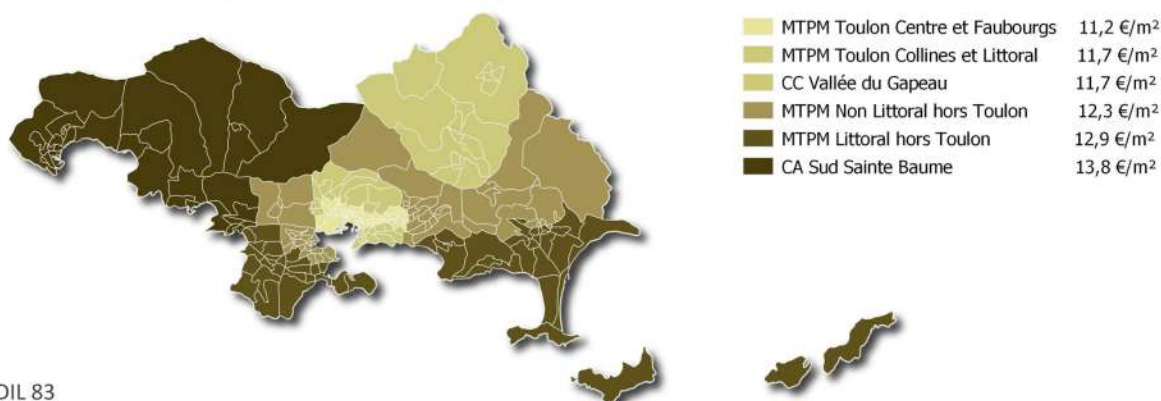 MTPM Toulon Centre et Faubourgs 11,2 €/m²
MTPM Toulon Collines et Littoral 11,7 €/m²
CC Vallée du Gapeau 11,7 €/m²
MTPM Non Littoral hors Toulon 12,3 €/m²
MTPM Littoral hors Toulon 12,9 €/m²
CA Sud Sainte Baume 13,8 €/m²
DIL 83